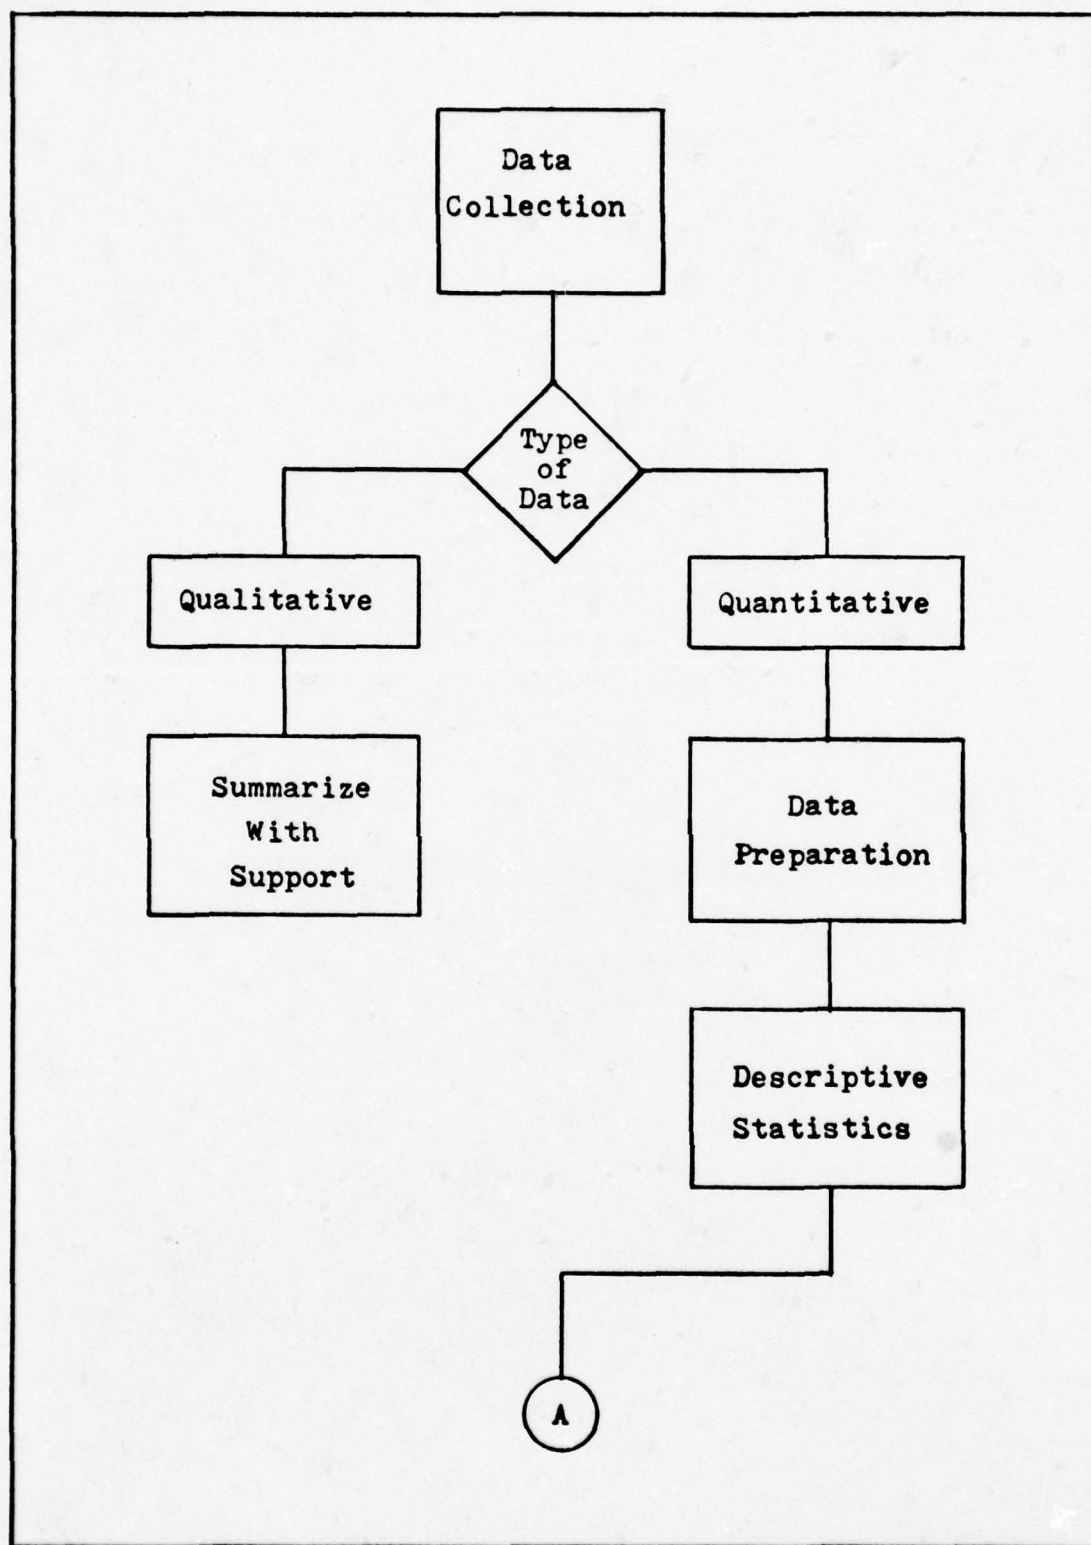 Data
Collection
Type
of
Data
Qualitative
Quantitative
Summarize
With
Support
Data
Preparation
Descriptive
Statistics
A